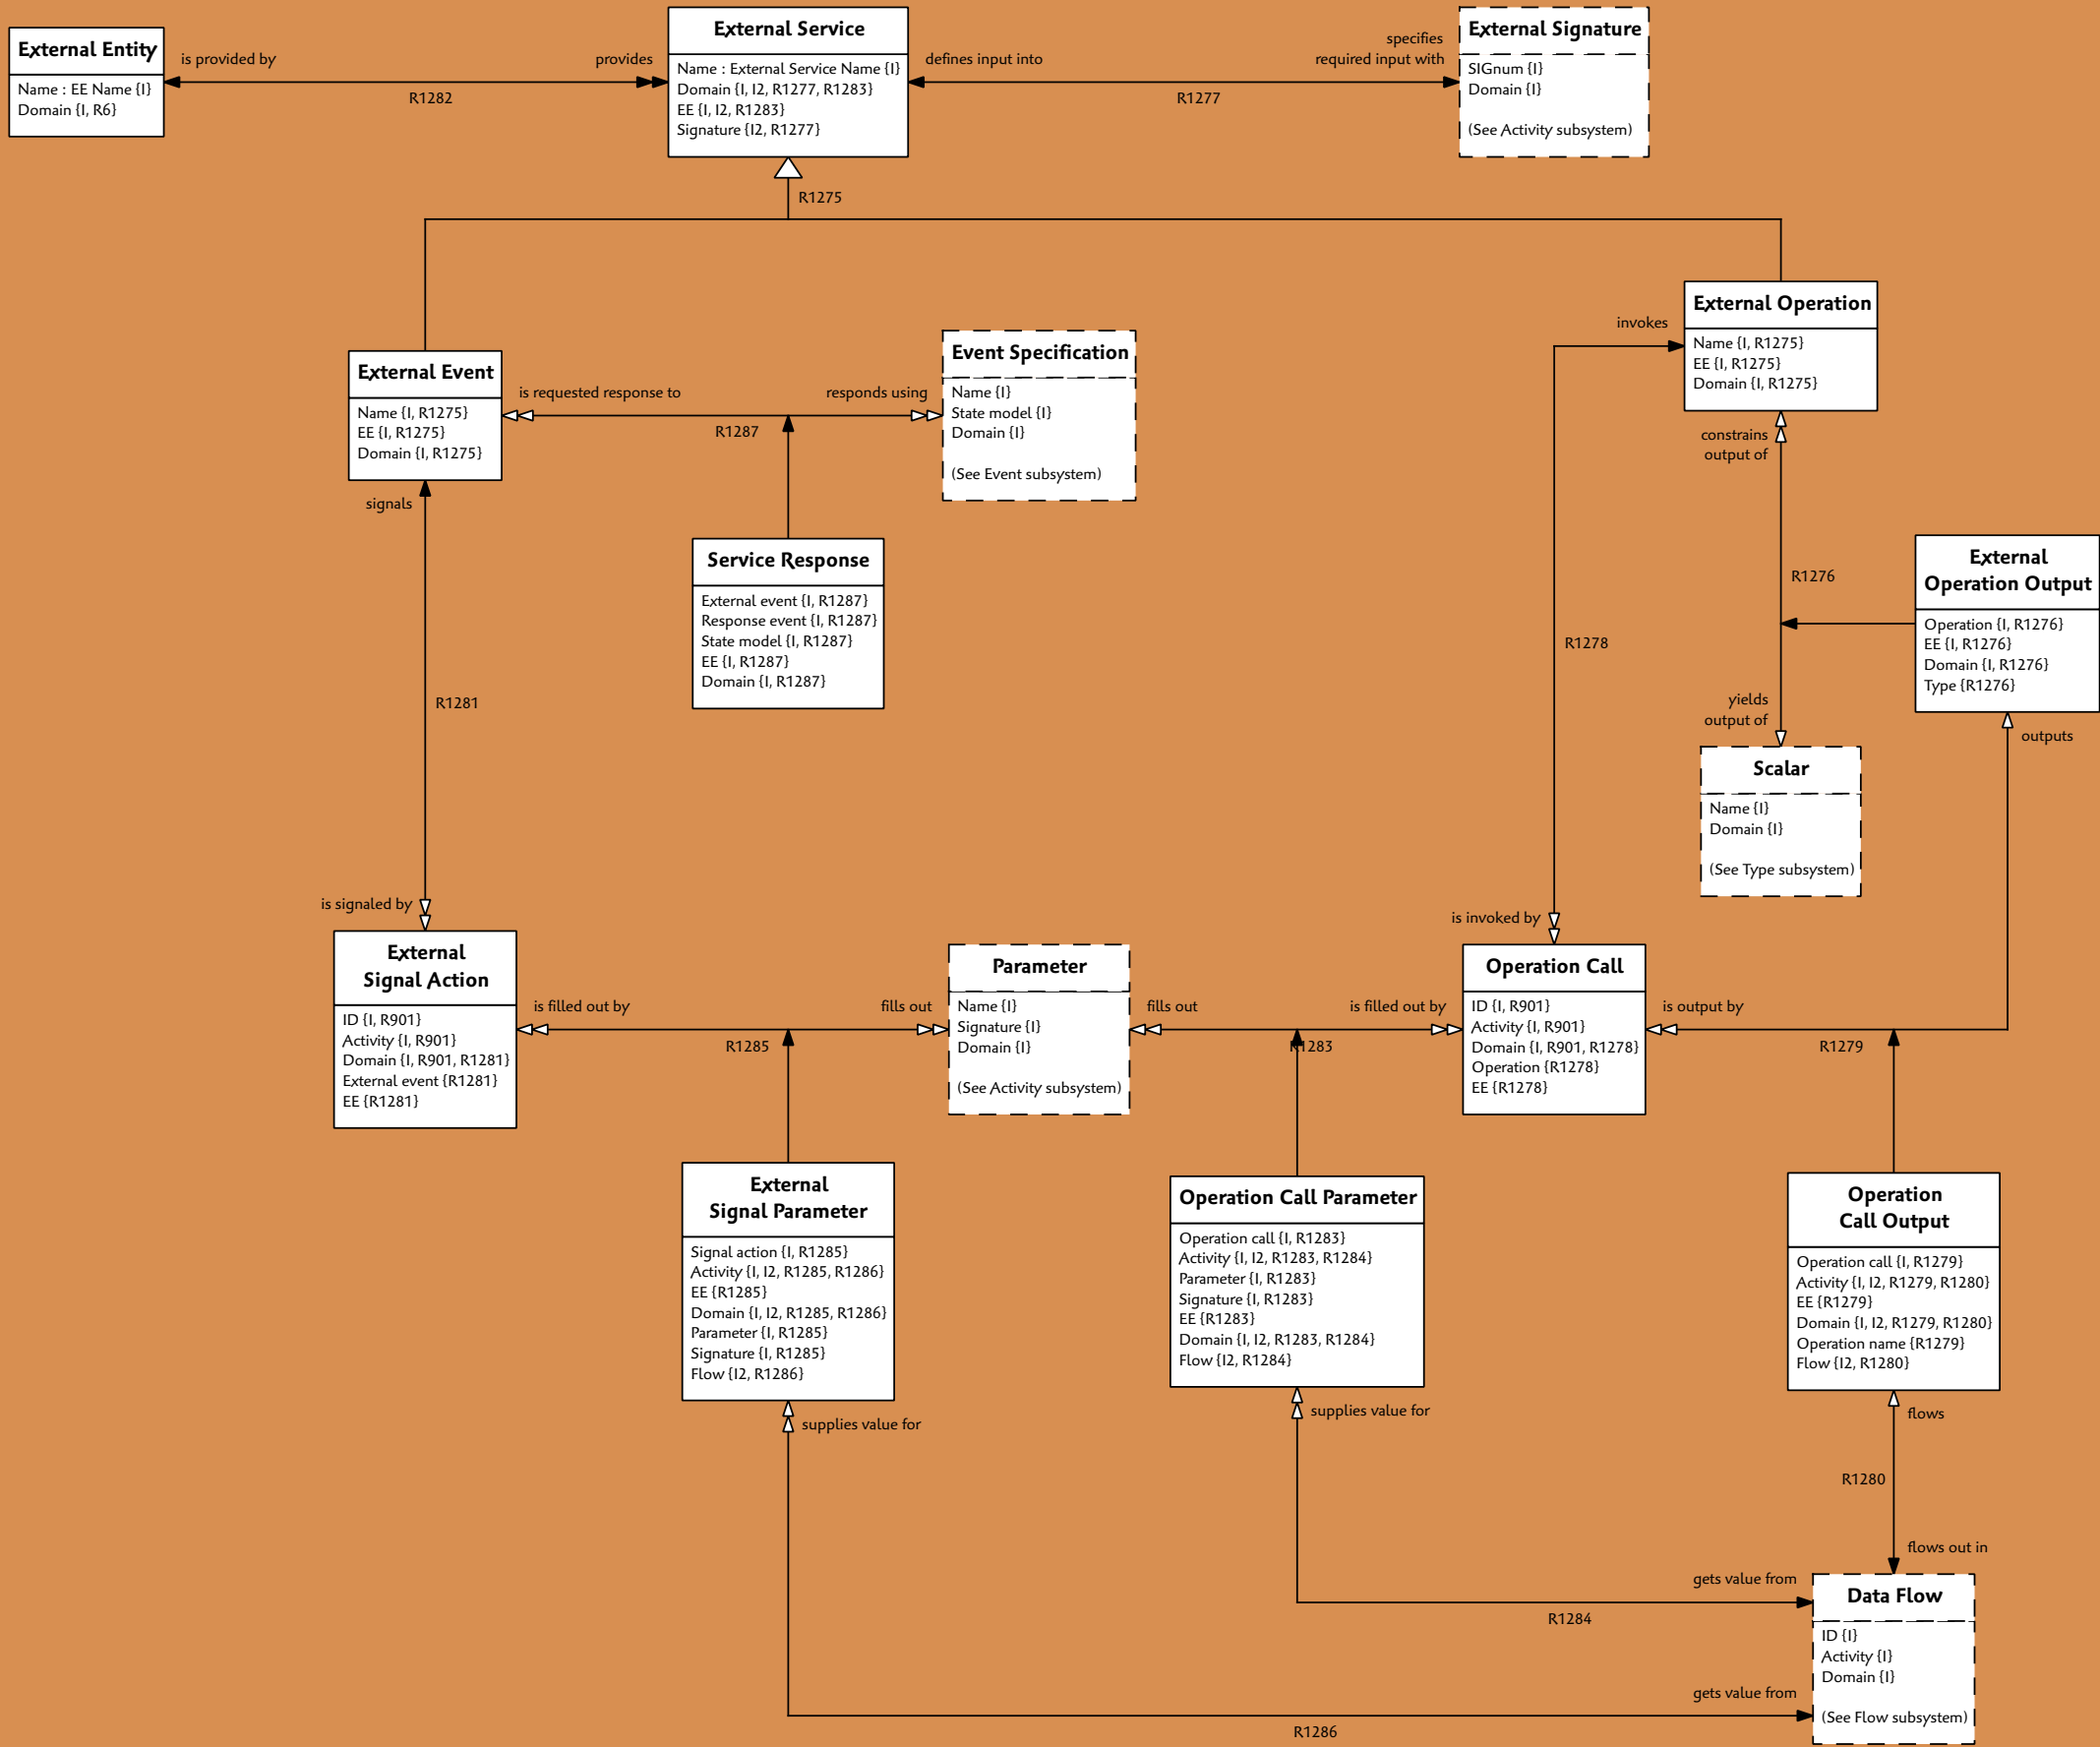 External Entity
Name : EE Name {I}
Domain {I, R6}
is provided by
provides
R1282
External Service
Name : External Service Name {I}
Domain {I, I2, R1277, R1283}
EE {I, I2, R1283}
Signature {I2, R1277}
defines input into
specifies
required input with
R1277
External Signature
SIGnum {I}
Domain {I}
(See Activity subsystem)
R1275
External Event
Name {I, R1275}
EE {I, R1275}
Domain {I, R1275}
is requested response to
responds using
R1287
Event Specification
Name {I}
State model {I}
Domain {I}
(See Event subsystem)
Service Response
External event {I, R1287}
Response event {I, R1287}
State model {I, R1287}
EE {I, R1287}
Domain {I, R1287}
External Operation
Name {I, R1275}
EE {I, R1275}
Domain {I, R1275}
invokes
constrains
output of
R1276
External
Operation Output
Operation {I, R1276}
EE {I, R1276}
Domain {I, R1276}
Type {R1276}
R1278
yields
output of
outputs
Scalar
Name {I}
Domain {I}
(See Type subsystem)
signals
R1281
is signaled by
is invoked by
External
Signal Action
ID {I, R901}
Activity {I, R901}
Domain {I, R901, R1281}
External event {R1281}
EE {R1281}
is filled out by
fills out
R1285
Parameter
Name {I}
Signature {I}
Domain {I}
(See Activity subsystem)
fills out
is filled out by
R1283
Operation Call
ID {I, R901}
Activity {I, R901}
Domain {I, R901, R1278}
Operation {R1278}
EE {R1278}
is output by
R1279
External
Signal Parameter
Signal action {I, R1285}
Activity {I, I2, R1285, R1286}
EE {R1285}
Domain {I, I2, R1285, R1286}
Parameter {I, R1285}
Signature {I, R1285}
Flow {I2, R1286}
Operation Call Parameter
Operation call {I, R1283}
Activity {I, I2, R1283, R1284}
Parameter {I, R1283}
Signature {I, R1283}
EE {R1283}
Domain {I, I2, R1283, R1284}
Flow {I2, R1284}
Operation
Call Output
Operation call {I, R1279}
Activity {I, I2, R1279, R1280}
EE {R1279}
Domain {I, I2, R1279, R1280}
Operation name {R1279}
Flow {I2, R1280}
supplies value for
supplies value for
flows
R1280
flows out in
gets value from
R1284
Data Flow
ID {I}
Activity {I}
Domain {I}
(See Flow subsystem)
gets value from
R1286